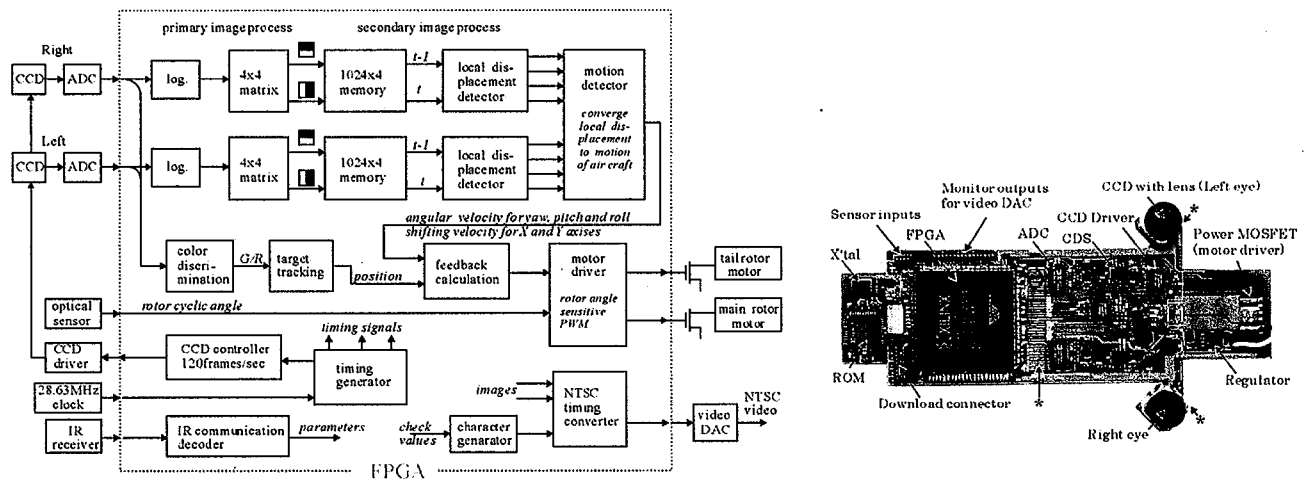 primary image process
secondary image process
Right
CCD
ADC
log.
4x4
matrix
1024x4
memory
t-1
t
local dis-
placement
detector
motion
detector
converge
local dis-
placement
to motion
of air craft
Left
CCD
ADC
log.
4x4
matrix
1024x4
memory
t-1
t
local dis-
placement
detector
angular velocity for yaw, pitch and roll
shifting velocity for X and Y axises
color
discri-
mination
G/R
target
tracking
position
feedback
calculation
motor
driver
rotor angle
sensitive
PWM
tail rotor
motor
main rotor
motor
optical
sensor
rotor cyclic angle
timing signals
CCD
driver
CCD controller
120frames/sec
timing
generator
28.63MHz
clock
images
NTSC
timing
converter
NTSC
video
video
DAC
IR
receiver
IR communication
decoder
parameters
check
values
character
genarator
FPGA
Monitor outputs
for video DAC
CCD with lens (Left eye)
*
Sensor inputs
FPGA
ADC
CCD Driver
CDS
Power MOSFET
(motor driver)
X'tal
XILINX
ROM
Regulator
Download connector
*
*
Right eye